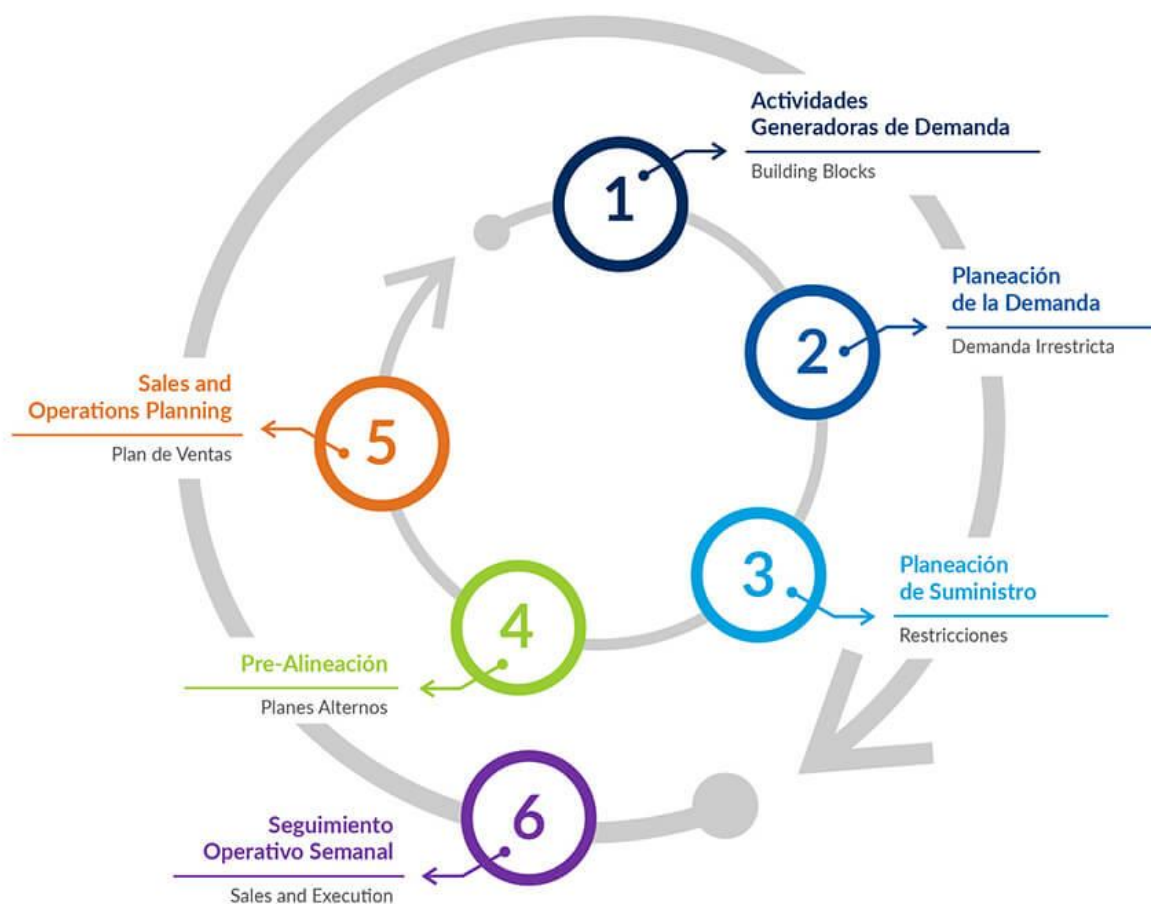 1
Actividades
Generadoras de Demanda
Building Blocks
2
Planeación
de la Demanda
Demanda Irrestricta
3
Planeación
de Suministro
Restricciones
4
Pre-Alineación
Planes Alternos
5
Sales and
Operations Planning
Plan de Ventas
6
Seguimiento
Operativo Semanal
Sales and Execution